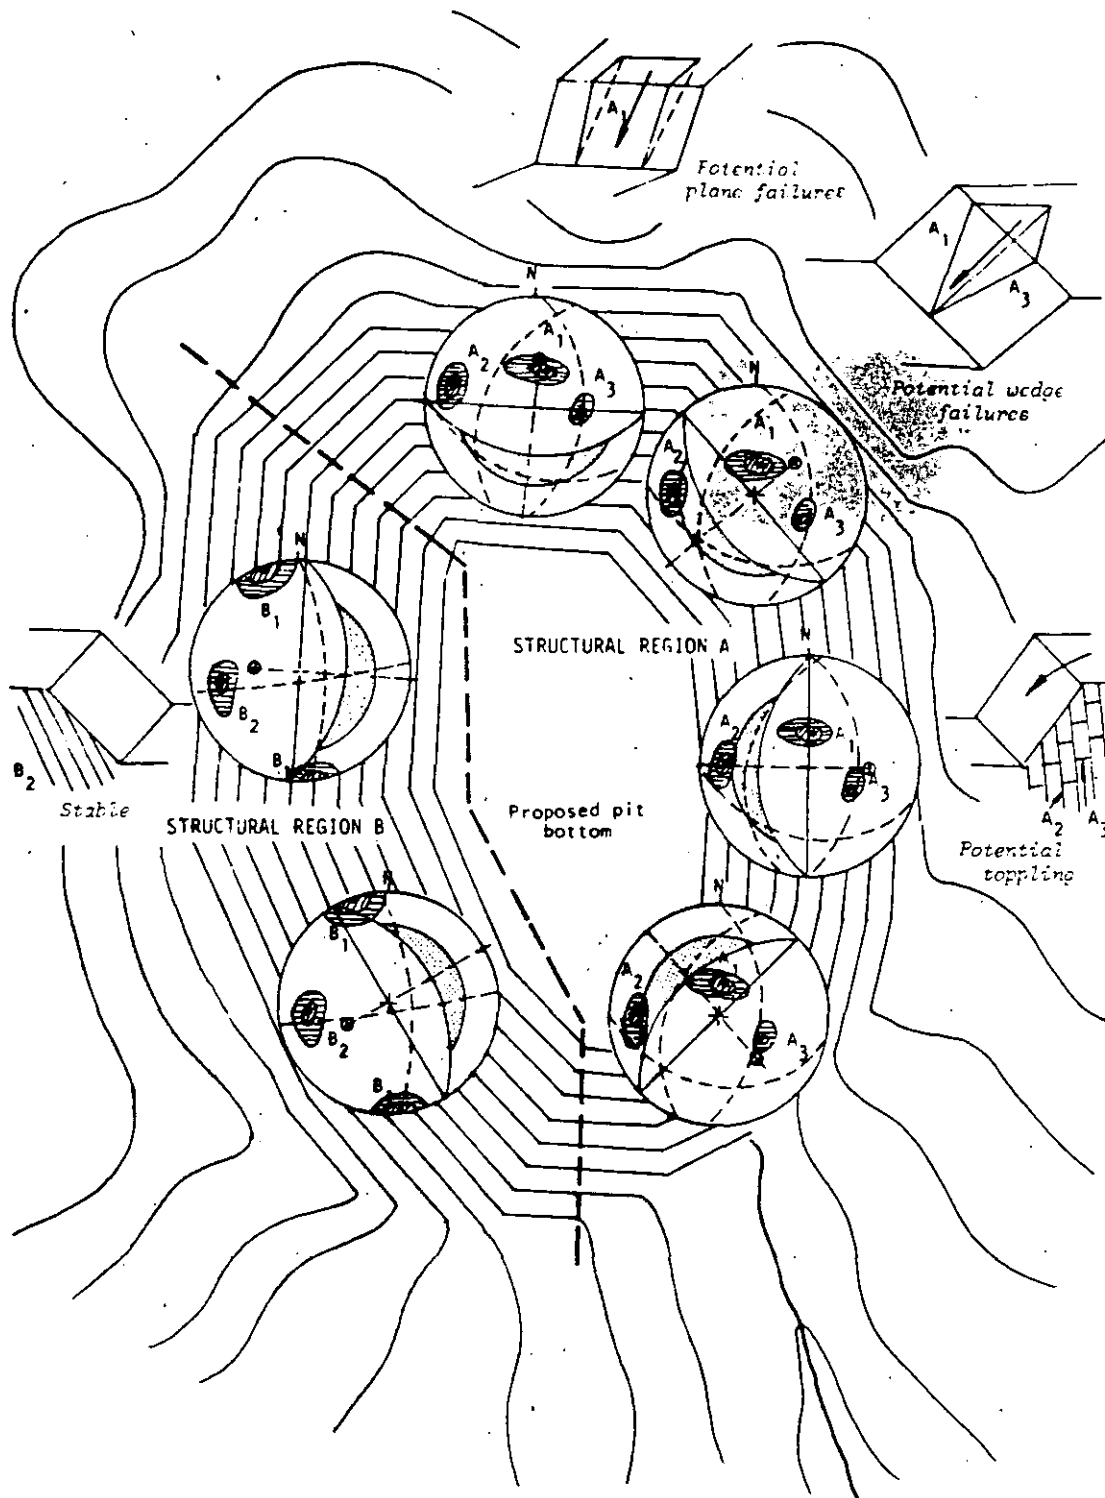 A1
Potential
plane failures
A1
A3
Potential wedge
failures
N
A1
A2
A3
N
A1
A2
A3
N
B1
B2
B
STRUCTURAL REGION A
N
A2
A
A3
B2
Stable
STRUCTURAL REGION B
Proposed pit
bottom
A2
A3
Potential
toppling
N
B1
B2
B
N
A2
A1
A3